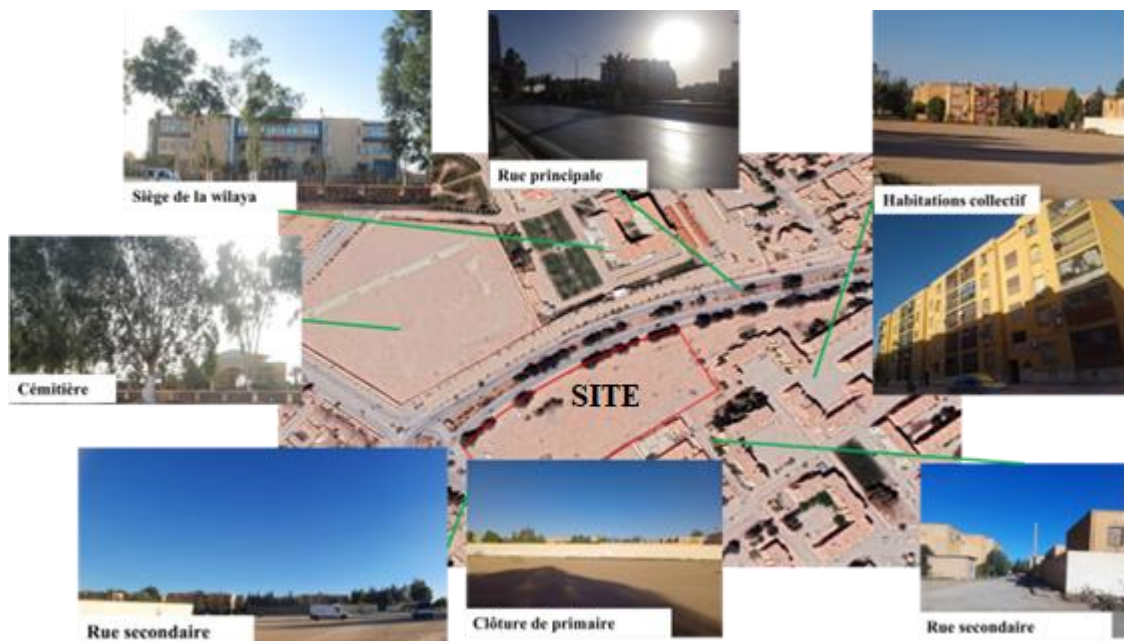 Siège de la wilaya
Rue principale
Habitations collectif
Cémitière
SITE
Rue secondaire
Clôture de primaire
Rue secondaire